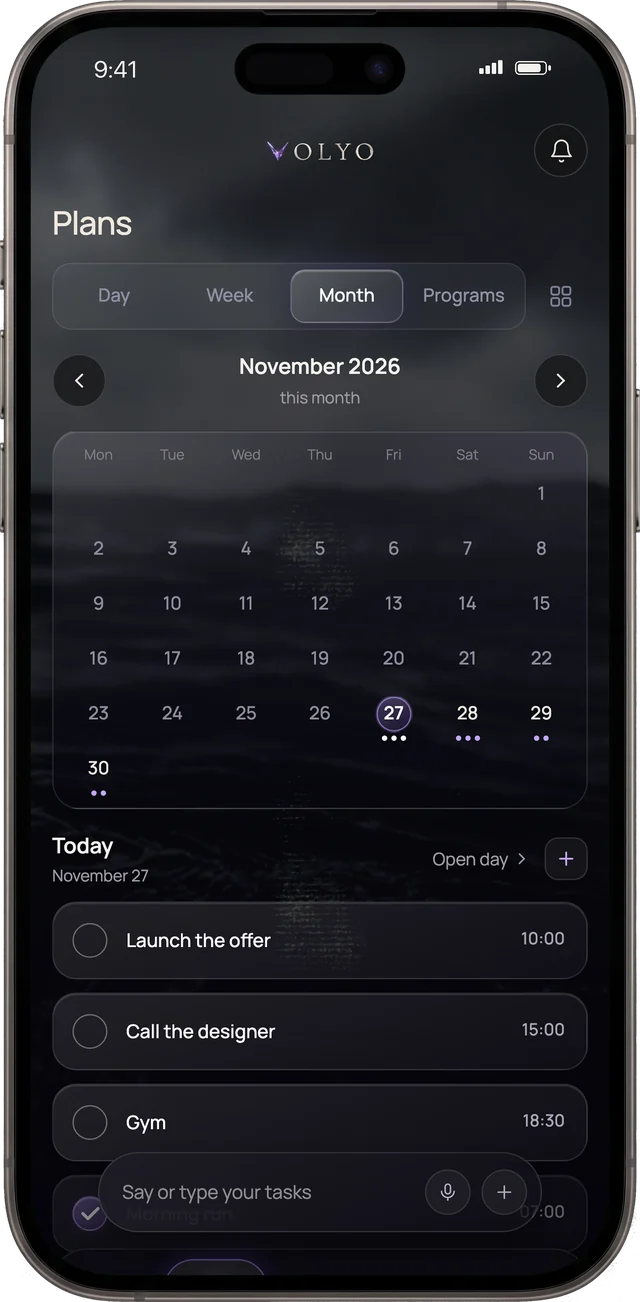 9:41
VOLYO
Plans
Day Week Month Programs
November 2026
this month
Mon Tue Wed Thu Fri Sat Sun
1
2 3 4 5 6 7 8
9 10 11 12 13 14 15
16 17 18 19 20 21 22
23 24 25 26 27 28 29
30
Today
November 27
Open day
Launch the offer 10:00
Call the designer 15:00
Gym 18:30
Say or type your tasks
Morning run 07:00